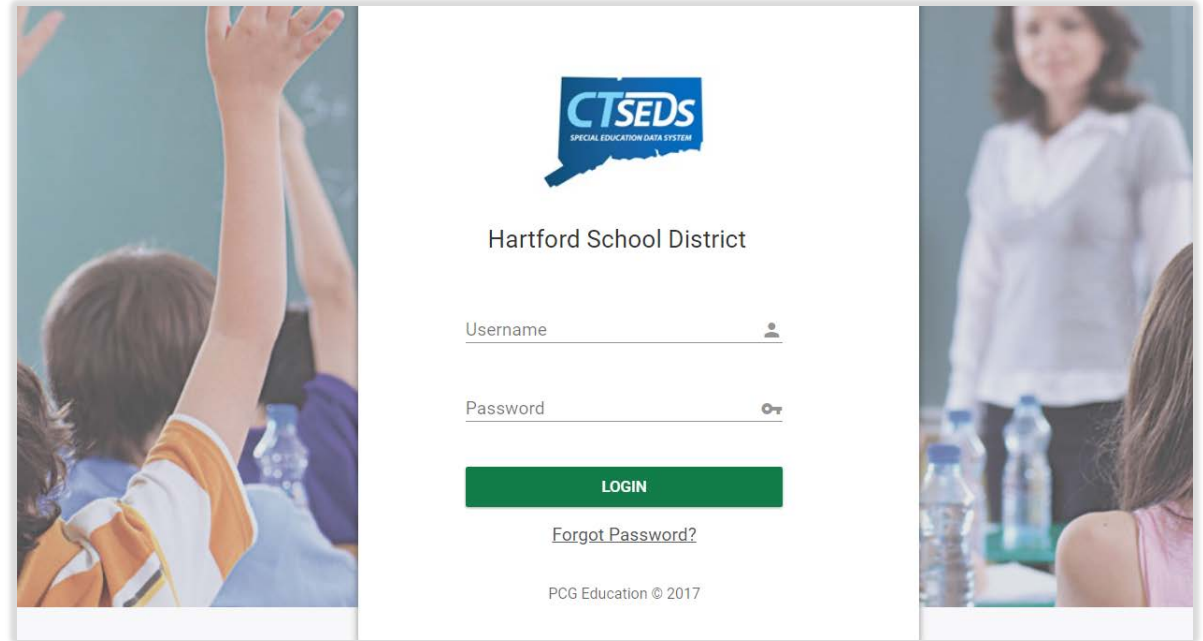 CTSEDS
SPECIAL EDUCATION DATA SYSTEM
Hartford School District
Username
Password
LOGIN
Forgot Password?
PCG Education © 2017